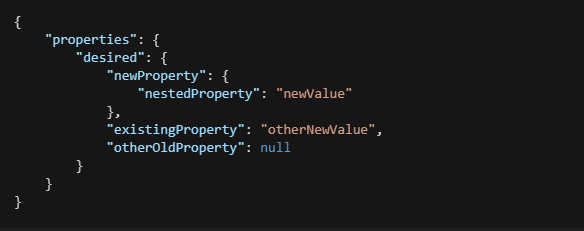 {
    "properties": {
        "desired": {
            "newProperty": {
                "nestedProperty": "newValue"
            },
            "existingProperty": "otherNewValue",
            "otherOldProperty": null
        }
    }
}